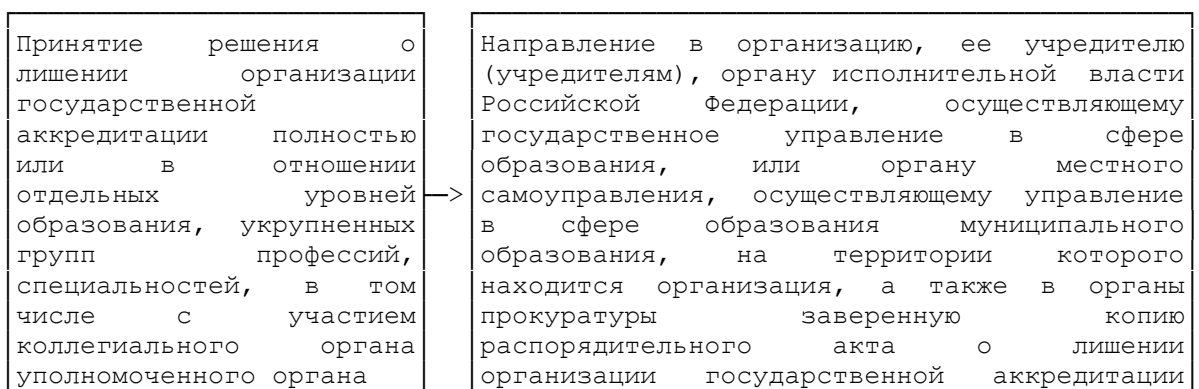 Принятие решения о
лишении организации
государственной
аккредитации полностью
или в отношении
отдельных уровней
образования, укрупненных
групп профессий,
специальностей, в том
числе с участием
коллегиального органа
уполномоченного органа
Направление в организацию, ее учредителю
(учредителям), органу исполнительной власти
Российской Федерации, осуществляющему
государственное управление в сфере
образования, или органу местного
самоуправления, осуществляющему управление
в сфере образования муниципального
образования, на территории которого
находится организация, а также в органы
прокуратуры заверенную копию
распорядительного акта о лишении
организации государственной аккредитации